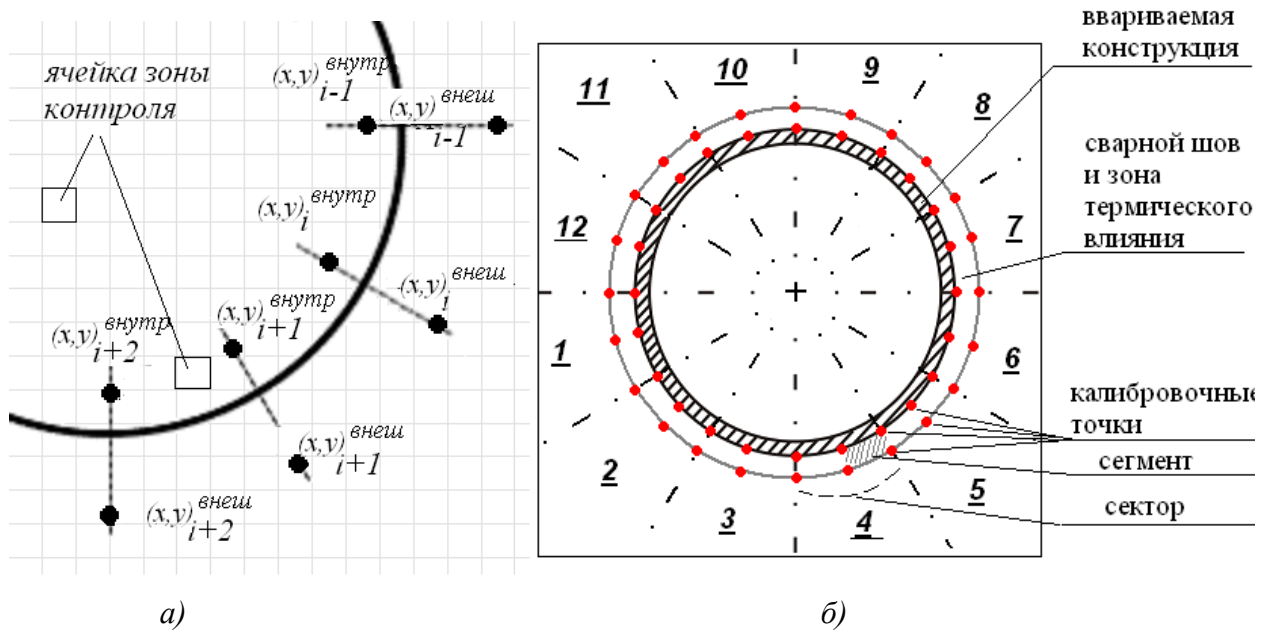 ячейка зоны
контроля
(x,y) внутр i-1
(x,y) внеш i-1
(x,y) внутр i
(x,y) внеш i
(x,y) внутр i+1
(x,y) внутр i+2
(x,y) внеш i+1
(x,y) внеш i+2
а)
ввариваемая
конструкция
сварной шов
и зона
термического
влияния
калибровочные
точки
сегмент
сектор
10
9
11
8
12
7
1
6
2
5
3
4
б)